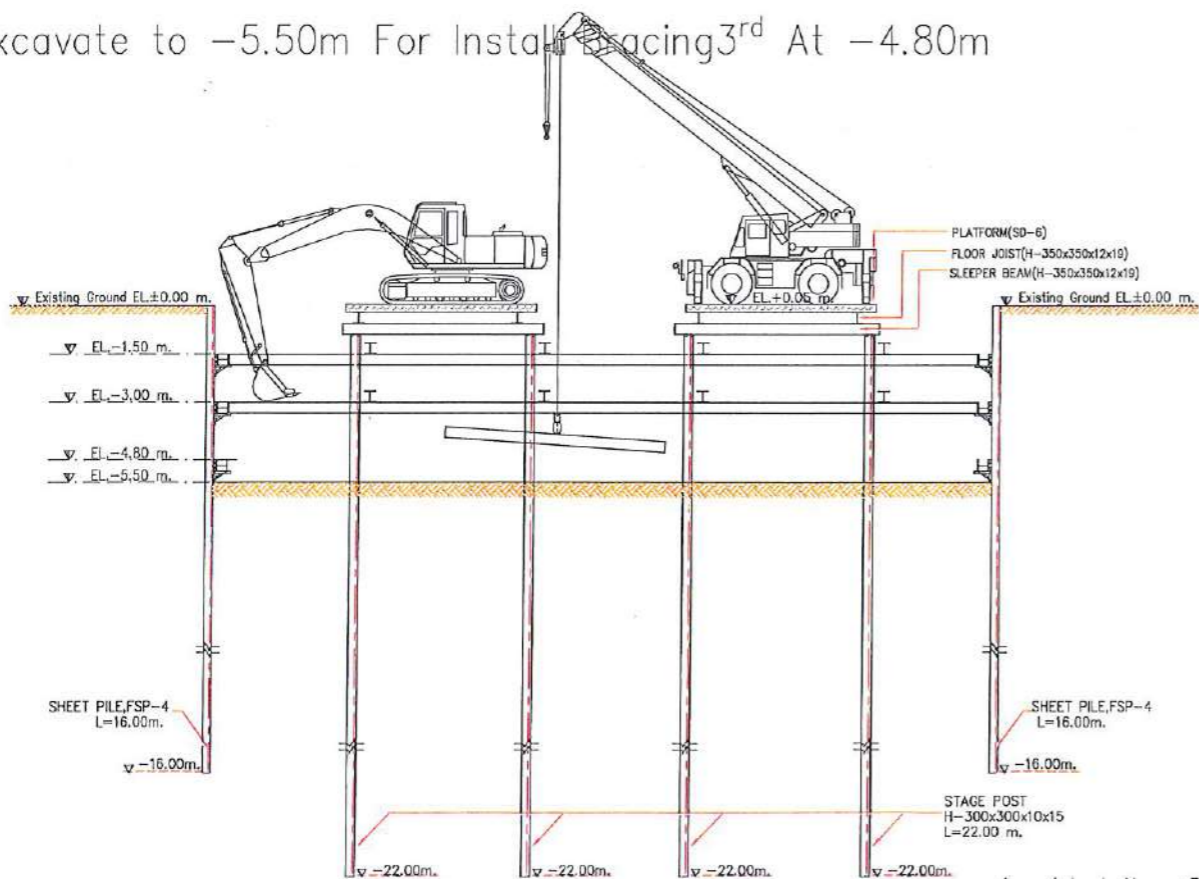 xcavate to -5.50m For Install Bracing3rd At -4.80m
PLATFORM(SD-6)
FLOOR JOIST(H-350x350x12x19)
SLEEPER BEAM(H-350x350x12x19)
Existing Ground EL.±0.00 m.
EL.+0.06 m.
Existing Ground EL.±0.00 m.
EL.-1.50 m.
EL.-3.00 m.
EL.-4.80 m.
EL.-5.50 m.
SHEET PILE,FSP-4
L=16.00m.
SHEET PILE,FSP-4
L=16.00m.
-16.00m.
-16.00m.
STAGE POST
H-300x300x10x15
L=22.00 m.
-22.00m.
-22.00m.
-22.00m.
-22.00m.